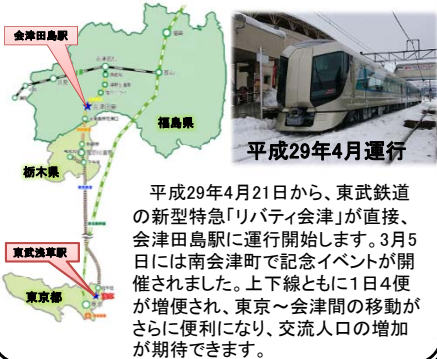 会津田島駅
福島県
栃木県
東武浅草駅
東京都
平成29年4月運行
平成29年4月21日から、東武鉄道
の新型特急「リバティ会津」が直接、
会津田島駅に運行開始します。3月5
日には南会津町で記念イベントが開
催されました。上下線ともに1日4便
が増便され、東京～会津間の移動が
さらに便利になり、交流人口の増加
が期待できます。